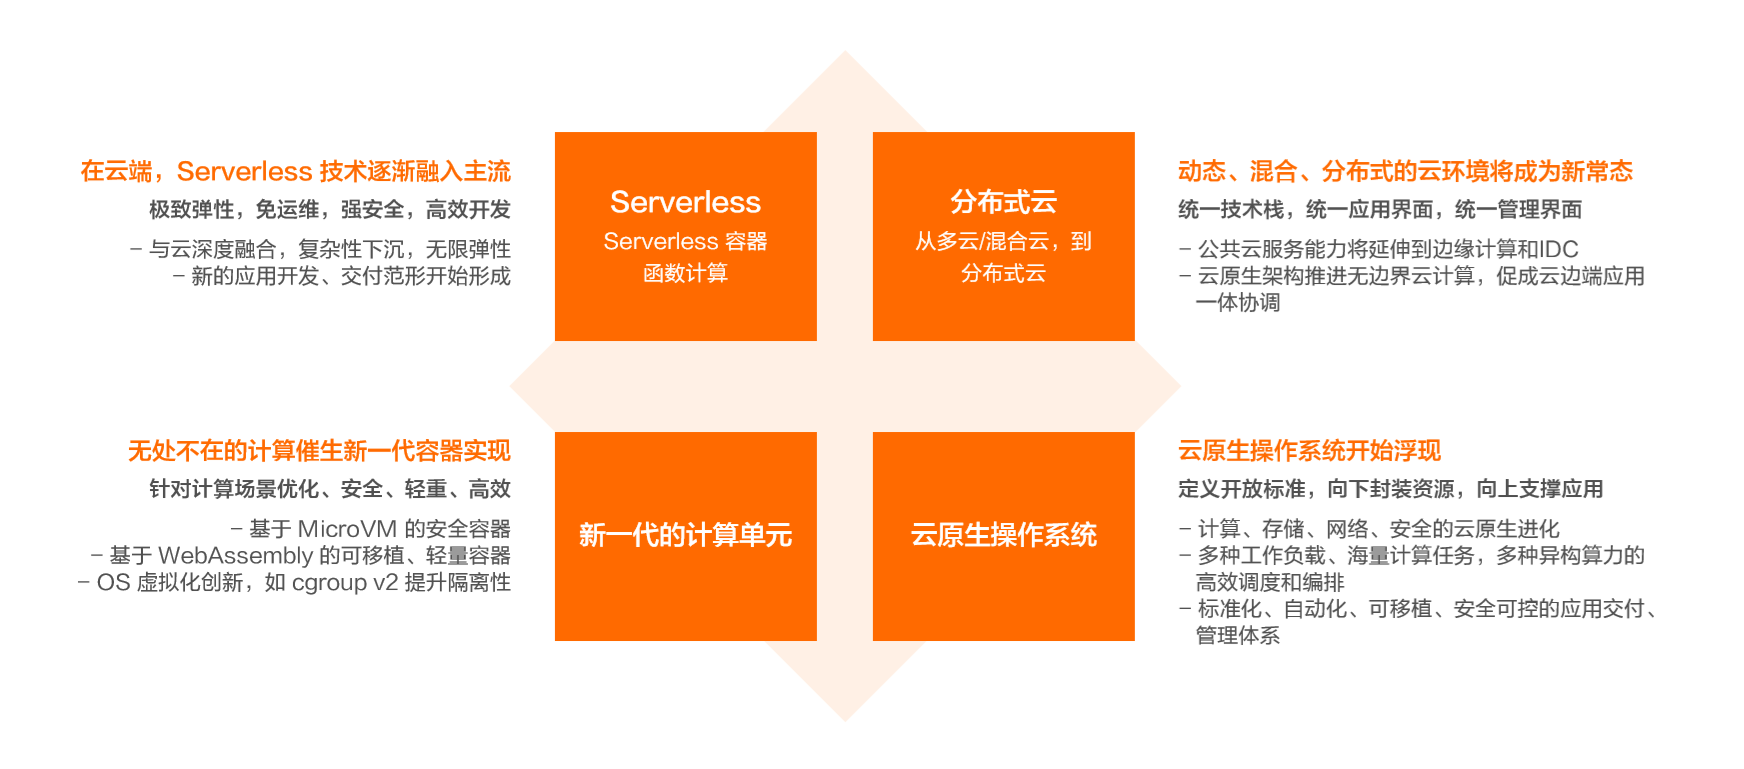 在云端，Serverless 技术逐渐融入主流
极致弹性，免运维，强安全，高效开发
– 与云深度融合，复杂性下沉，无限弹性
– 新的应用开发、交付范形开始形成
Serverless
Serverless 容器
函数计算
分布式云
从多云/混合云，到
分布式云
动态、混合、分布式的云环境将成为新常态
统一技术栈，统一应用界面，统一管理界面
– 公共云服务能力将延伸到边缘计算和IDC
– 云原生架构推进无边界云计算，促成云边端应用
一体协调
无处不在的计算催生新一代容器实现
针对计算场景优化、安全、轻重、高效
– 基于 MicroVM 的安全容器
– 基于 WebAssembly 的可移植、轻量容器
– OS 虚拟化创新，如 cgroup v2 提升隔离性
新一代的计算单元
云原生操作系统
云原生操作系统开始浮现
定义开放标准，向下封装资源，向上支撑应用
– 计算、存储、网络、安全的云原生进化
– 多种工作负载、海量计算任务，多种异构算力的
高效调度和编排
– 标准化、自动化、可移植、安全可控的应用交付、
管理体系